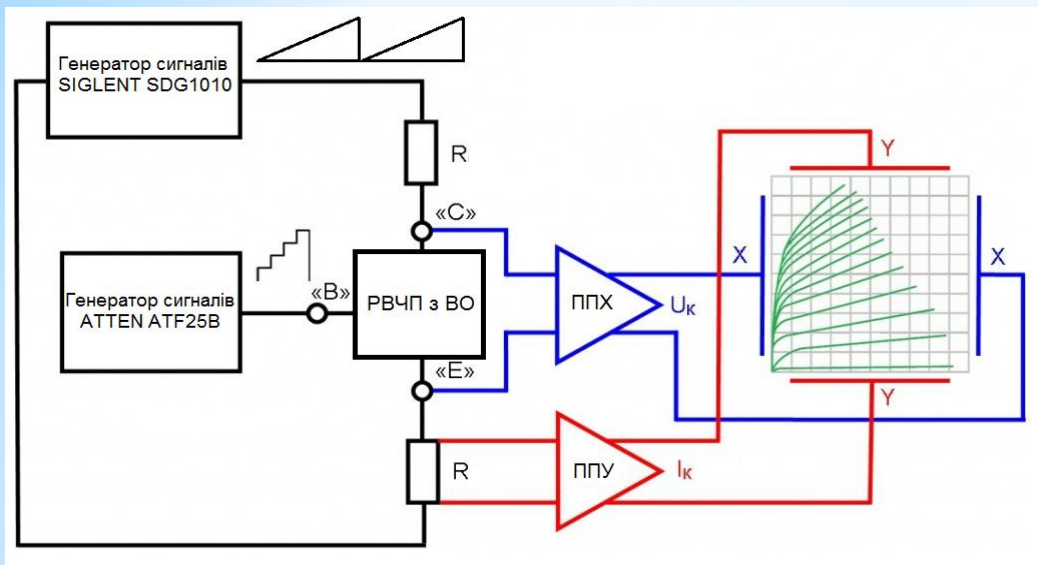 Генератор сигналів
SIGLENT SDG1010
R
«C»
Генератор сигналів
ATTEN ATF25B
«B»
РВЧП з ВО
«E»
R
ППХ
Uк
ППУ
Iк
Y
X
X
Y